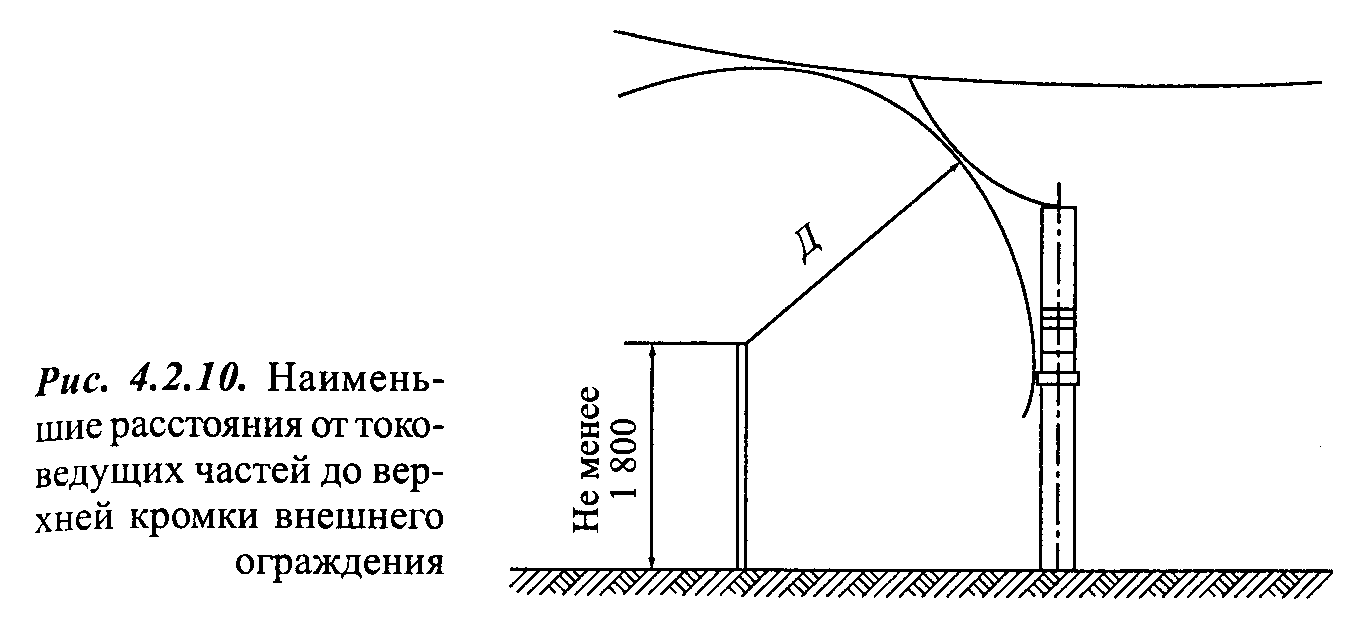 Рис. 4.2.10. Наимень-
шие расстояния от токо-
ведущих частей до вер-
хней кромки внешнего
ограждения
Д
Не менее
1 800